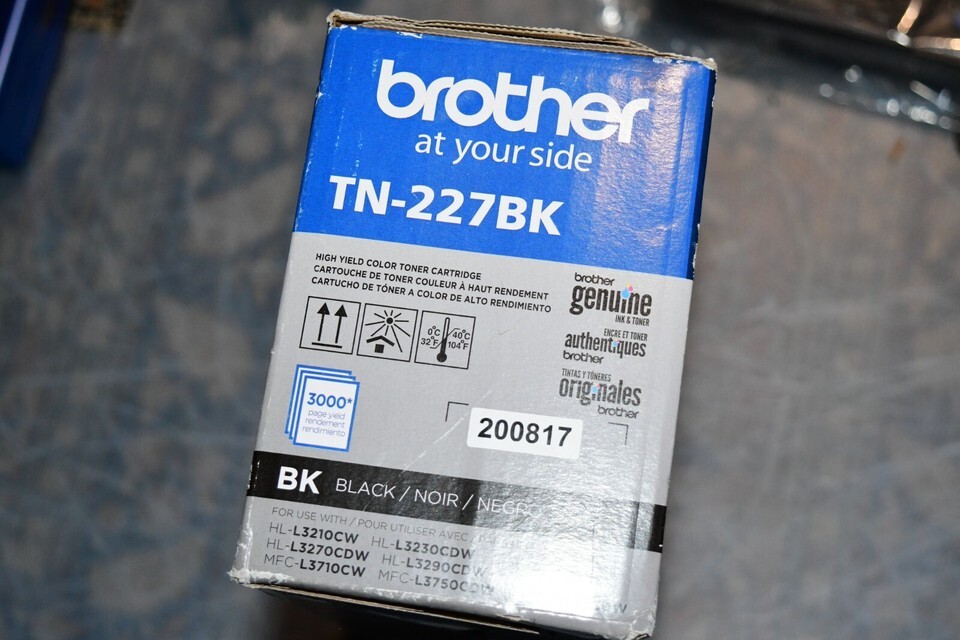 brother
at your side
TN-227BK
HIGH YIELD COLOR TONER CARTRIDGE
CARTOUCHE DE TONER COULEUR À HAUT RENDEMENT
CARTUCHO DE TÓNER A COLOR DE ALTO RENDIMIENTO
brother
genuine
INK & TONER
0°C 40°C
32°F 104°F
ENCRE ET TONER
authentiques
brother
TINTAS Y TÓNERES
originales
brother
3000*
page yield
rendement
rendimiento
200817
BK BLACK / NOIR / NEGRO
FOR USE WITH / POUR UTILISER AVEC
HL-L3210CW HL-L3230CDW
HL-L3270CDW HL-L3290CDW
MFC-L3710CW MFC-L3750CDW